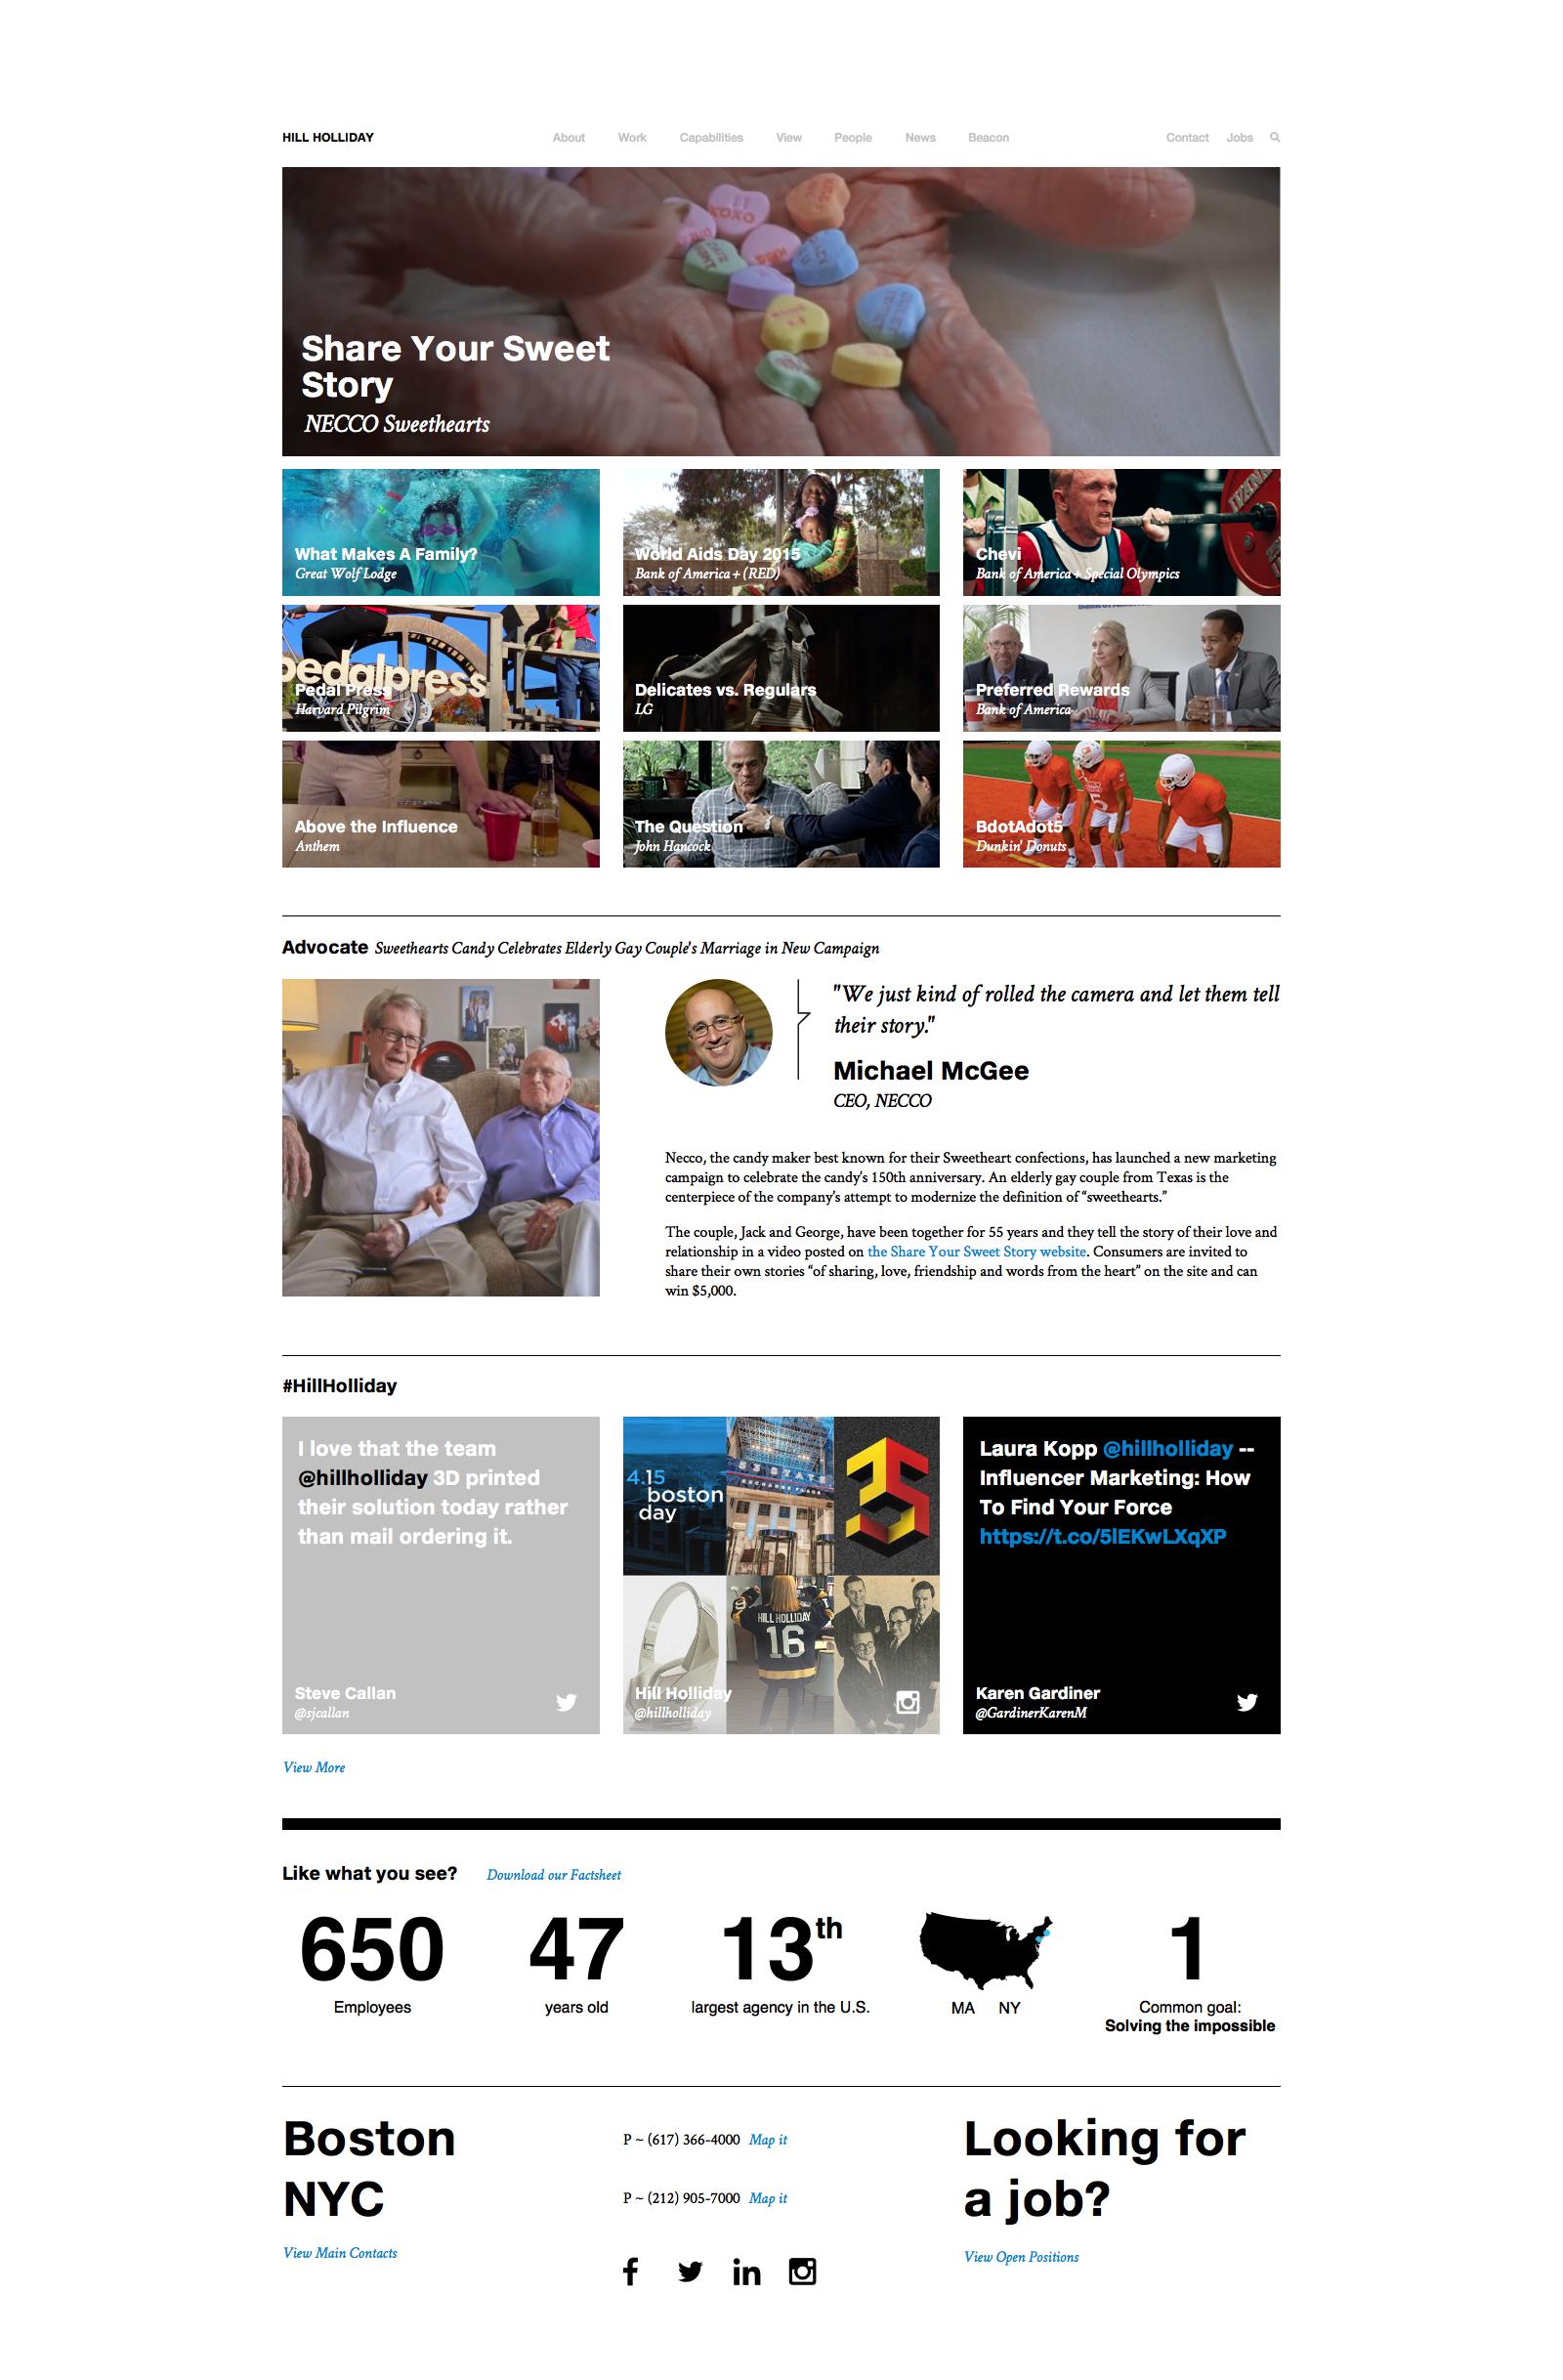 HILL HOLLIDAY
About Work Capabilities View People News Beacon
Contact Jobs
XOXO
Share Your Sweet
Story
NECCO Sweethearts
What Makes A Family?
Great Wolf Lodge
World Aids Day 2015
Bank of America + (RED)
Chevi
Bank of America + Special Olympics
pedalpress
Pedal Press
Harvard Pilgrim
Delicates vs. Regulars
LG
Preferred Rewards
Bank of America
Above the Influence
Anthem
The Question
John Hancock
BdotAdot5
Dunkin' Donuts
Advocate Sweethearts Candy Celebrates Elderly Gay Couple's Marriage in New Campaign
"We just kind of rolled the camera and let them tell
their story."
Michael McGee
CEO, NECCO
Necco, the candy maker best known for their Sweetheart confections, has launched a new marketing
campaign to celebrate the candy's 150th anniversary. An elderly gay couple from Texas is the
centerpiece of the company's attempt to modernize the definition of “sweethearts.”
The couple, Jack and George, have been together for 55 years and they tell the story of their love and
relationship in a video posted on the Share Your Sweet Story website. Consumers are invited to
share their own stories “of sharing, love, friendship and words from the heart” on the site and can
win $5,000.
#HillHolliday
I love that the team
@hillholliday 3D printed
their solution today rather
than mail ordering it.
Steve Callan
@sjcallan
4.15
boston
day
53 STATE
EXCHANGE PLACE
HILL HOLLIDAY
16
Hill Holliday
@hillholliday
Laura Kopp @hillholliday --
Influencer Marketing: How
To Find Your Force
https://t.co/5lEKwLXqXP
Karen Gardiner
@GardinerKarenM
View More
Like what you see? Download our Factsheet
650
Employees
47
years old
13th
largest agency in the U.S.
MA NY
1
Common goal:
Solving the impossible
Boston
NYC
View Main Contacts
P ~ (617) 366-4000 Map it
P ~ (212) 905-7000 Map it
Looking for
a job?
View Open Positions